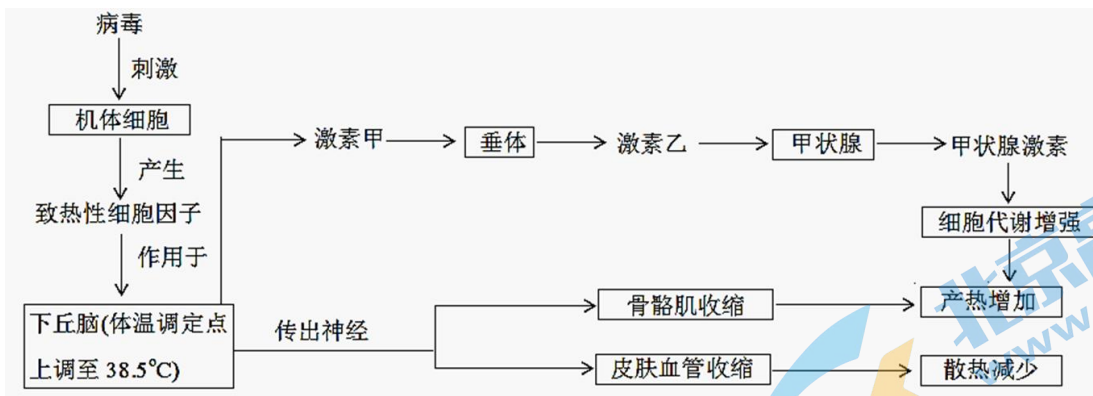 病毒
刺激
机体细胞
激素甲
垂体
激素乙
甲状腺
甲状腺激素
产生
致热性细胞因子
细胞代谢增强
作用于
下丘脑(体温调定点
上调至 38.5℃)
传出神经
骨骼肌收缩
产热增加
皮肤血管收缩
散热减少
北京
www.